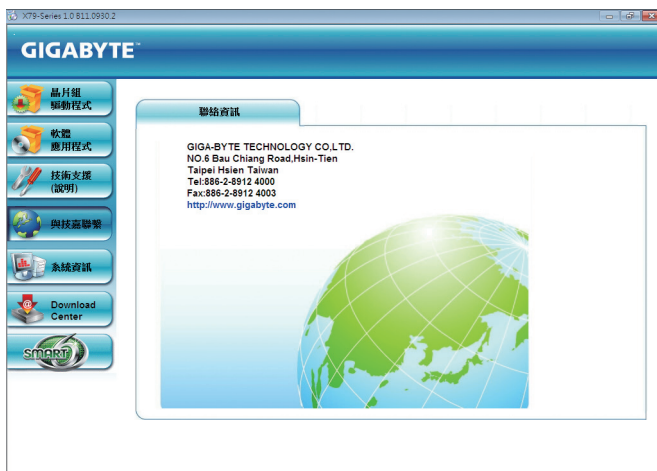 X79-Series 1.0 B11.0930.2
GIGABYTE™
晶片組
驅動程式
軟體
應用程式
技術支援
(說明)
與技嘉聯繫
系統資訊
Download
Center
SMART 6
聯絡資訊
GIGA-BYTE TECHNOLOGY CO,LTD.
NO.6 Bau Chiang Road,Hsin-Tien
Taipei Hsien Taiwan
Tel:886-2-8912 4000
Fax:886-2-8912 4003
http://www.gigabyte.com